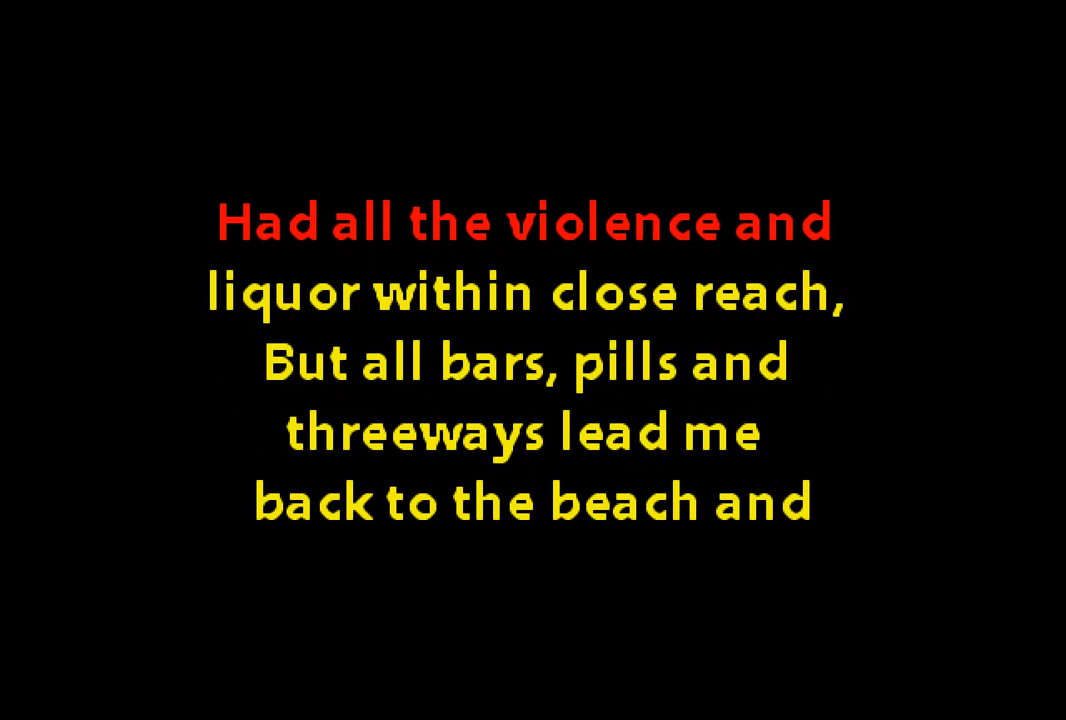 Had all the violence and
liquor within close reach,
But all bars, pills and
threeways lead me
back to the beach and